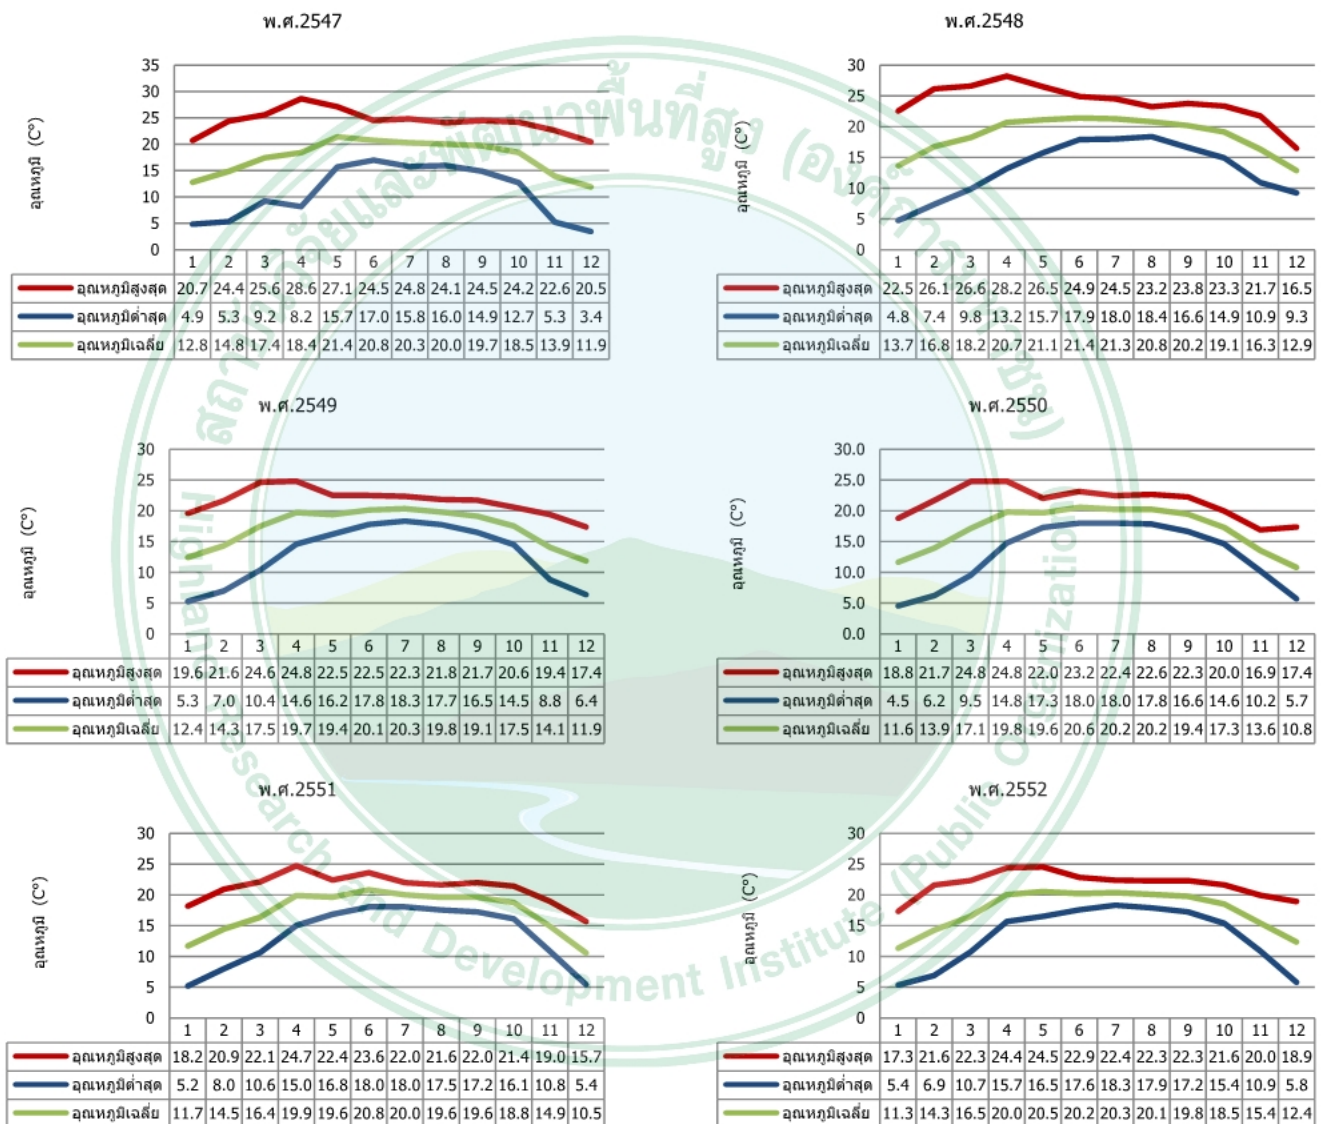 พ.ศ.2547
อุณหภูมิ (C°)
35
30
25
20
15
10
5
0
1 2 3 4 5 6 7 8 9 10 11 12
อุณหภูมิสูงสุด 20.7 24.4 25.6 28.6 27.1 24.5 24.8 24.1 24.5 24.2 22.6 20.5
อุณหภูมิต่ำสุด 4.9 5.3 9.2 8.2 15.7 17.0 15.8 16.0 14.9 12.7 5.3 3.4
อุณหภูมิเฉลี่ย 12.8 14.8 17.4 18.4 21.4 20.8 20.3 20.0 19.7 18.5 13.9 11.9
พ.ศ.2548
อุณหภูมิ (C°)
30
25
20
15
10
5
0
1 2 3 4 5 6 7 8 9 10 11 12
อุณหภูมิสูงสุด 22.5 26.1 26.6 28.2 26.5 24.9 24.5 23.2 23.8 23.3 21.7 16.5
อุณหภูมิต่ำสุด 4.8 7.4 9.8 13.2 15.7 17.9 18.0 18.4 16.6 14.9 10.9 9.3
อุณหภูมิเฉลี่ย 13.7 16.8 18.2 20.7 21.1 21.4 21.3 20.8 20.2 19.1 16.3 12.9
พ.ศ.2549
อุณหภูมิ (C°)
30
25
20
15
10
5
0
1 2 3 4 5 6 7 8 9 10 11 12
อุณหภูมิสูงสุด 19.6 21.6 24.6 24.8 22.5 22.5 22.3 21.8 21.7 20.6 19.4 17.4
อุณหภูมิต่ำสุด 5.3 7.0 10.4 14.6 16.2 17.8 18.3 17.7 16.5 14.5 8.8 6.4
อุณหภูมิเฉลี่ย 12.4 14.3 17.5 19.7 19.4 20.1 20.3 19.8 19.1 17.5 14.1 11.9
พ.ศ.2550
อุณหภูมิ (C°)
30.0
25.0
20.0
15.0
10.0
5.0
0.0
1 2 3 4 5 6 7 8 9 10 11 12
อุณหภูมิสูงสุด 18.8 21.7 24.8 24.8 22.0 23.2 22.4 22.6 22.3 20.0 16.9 17.4
อุณหภูมิต่ำสุด 4.5 6.2 9.5 14.8 17.3 18.0 18.0 17.8 16.6 14.6 10.2 5.7
อุณหภูมิเฉลี่ย 11.6 13.9 17.1 19.8 19.6 20.6 20.2 20.2 19.4 17.3 13.6 10.8
พ.ศ.2551
อุณหภูมิ (C°)
30
25
20
15
10
5
0
1 2 3 4 5 6 7 8 9 10 11 12
อุณหภูมิสูงสุด 18.2 20.9 22.1 24.7 22.4 23.6 22.0 21.6 22.0 21.4 19.0 15.7
อุณหภูมิต่ำสุด 5.2 8.0 10.6 15.0 16.8 18.0 18.0 17.5 17.2 16.1 10.8 5.4
อุณหภูมิเฉลี่ย 11.7 14.5 16.4 19.9 19.6 20.8 20.0 19.6 19.6 18.8 14.9 10.5
พ.ศ.2552
อุณหภูมิ (C°)
30
25
20
15
10
5
0
1 2 3 4 5 6 7 8 9 10 11 12
อุณหภูมิสูงสุด 17.3 21.6 22.3 24.4 24.5 22.9 22.4 22.3 22.3 21.6 20.0 18.9
อุณหภูมิต่ำสุด 5.4 6.9 10.7 15.7 16.5 17.6 18.3 17.9 17.2 15.4 10.9 5.8
อุณหภูมิเฉลี่ย 11.3 14.3 16.5 20.0 20.5 20.2 20.3 20.1 19.8 18.5 15.4 12.4
สถาบันวิจัยและพัฒนาพื้นที่สูง (องค์การมหาชน)
Highland Research and Development Institute (Public Organization)